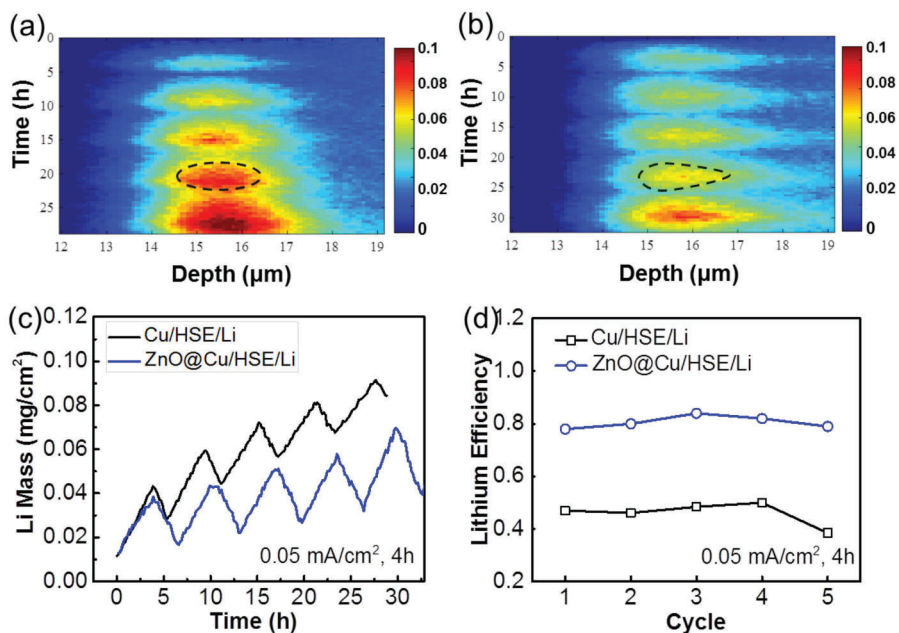 (a)
0
5
10
15
20
25
Time (h)
12 13 14 15 16 17 18 19
Depth (μm)
0.1
0.08
0.06
0.04
0.02
0
(b)
0
5
10
15
20
25
30
Time (h)
12 13 14 15 16 17 18 19
Depth (μm)
0.1
0.08
0.06
0.04
0.02
0
(c)
0.12
0.10
0.08
0.06
0.04
0.02
0.00
Li Mass (mg/cm²)
Cu/HSE/Li
ZnO@Cu/HSE/Li
0.05 mA/cm², 4h
0 5 10 15 20 25 30
Time (h)
(d)
1.2
1.0
0.8
0.6
0.4
0.2
Lithium Efficiency
Cu/HSE/Li
ZnO@Cu/HSE/Li
0.05 mA/cm², 4h
1 2 3 4 5
Cycle